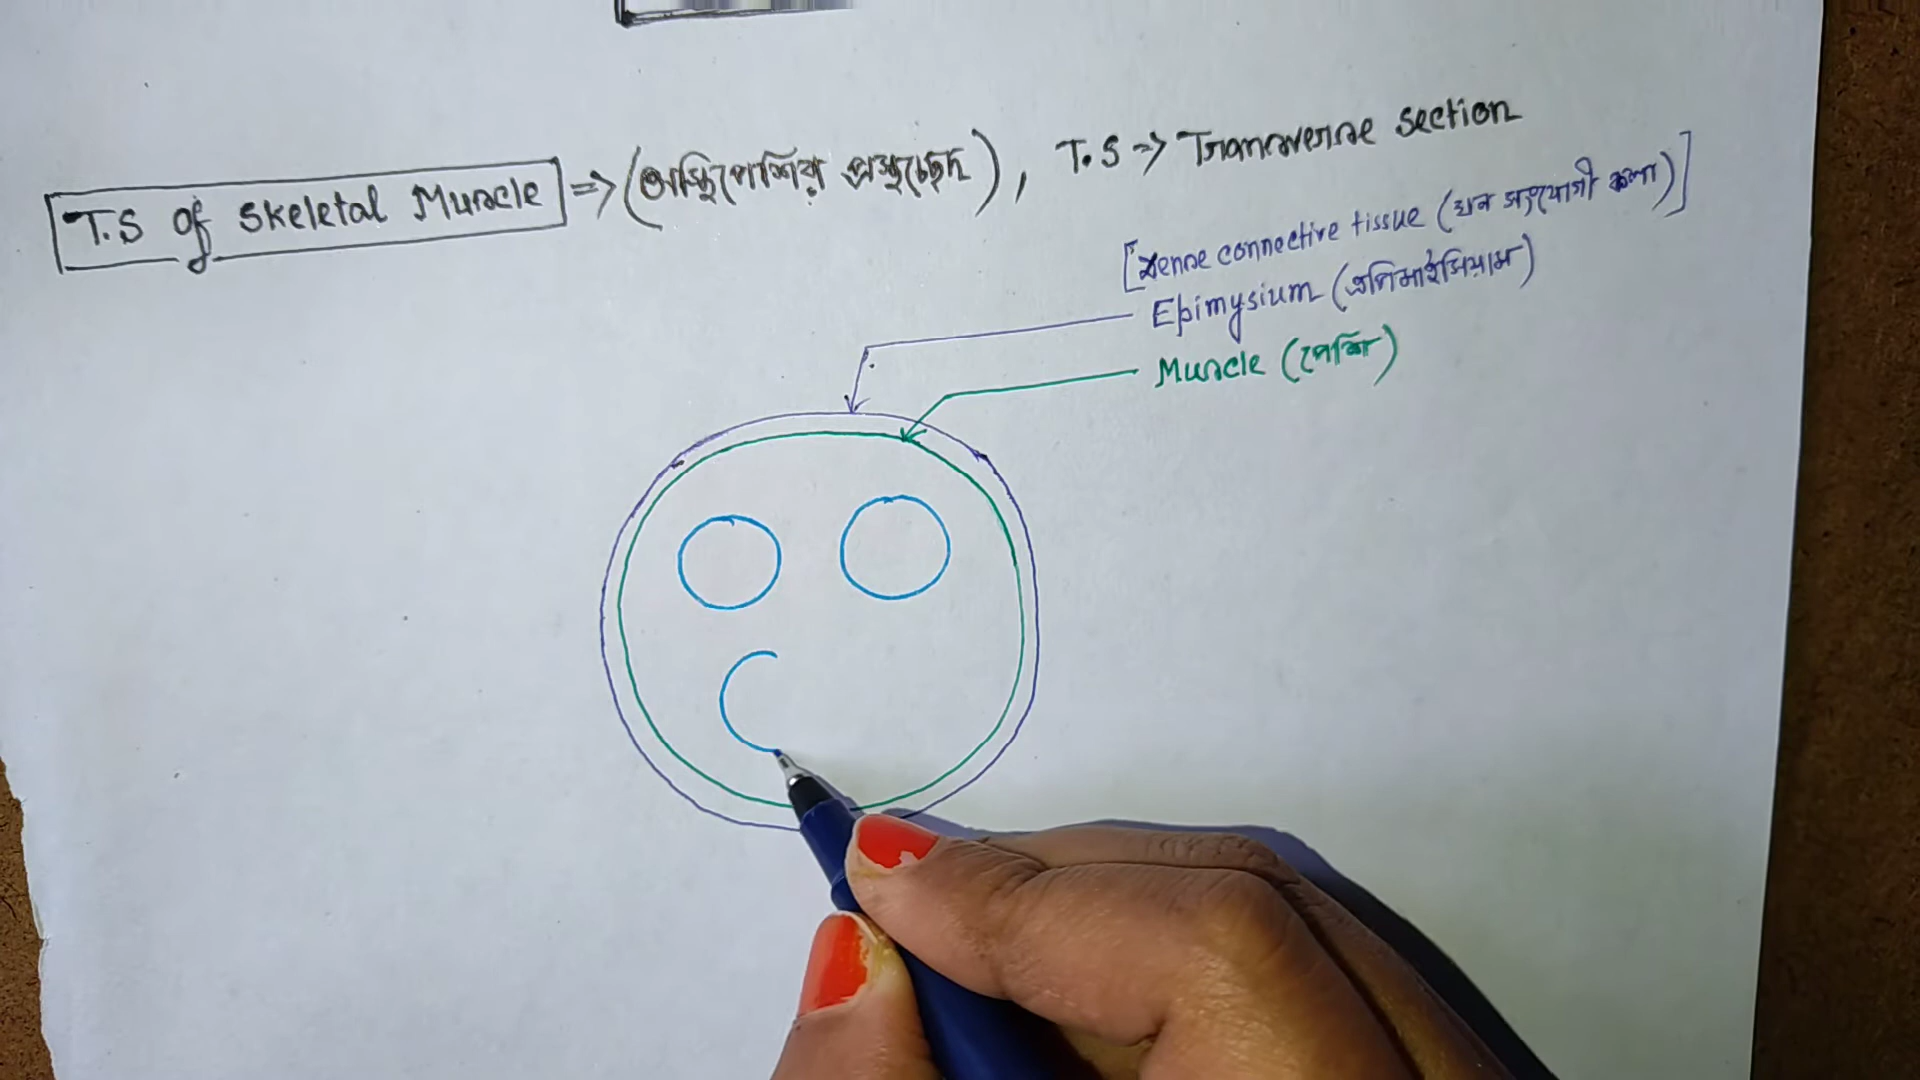 T.S of Skeletal Muscle => (অস্থিপেশির প্রস্থচ্ছেদ), T.S => Transverse section
[Dense connective tissue (ঘন সংযোগী কলা)]
Epimysium (এপিমাইসিয়াম)
Muscle (পেশি)